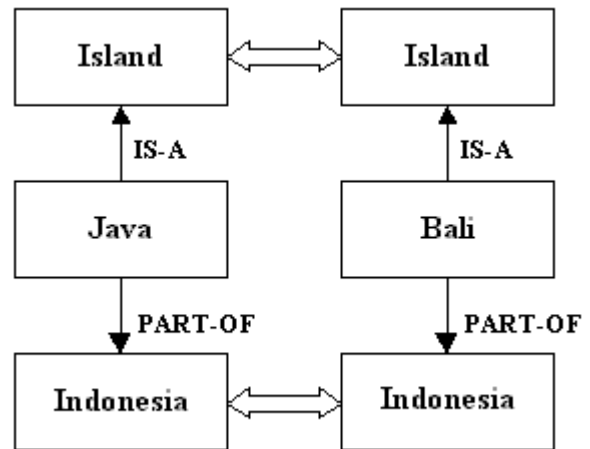 Island
Island
IS-A
IS-A
Java
Bali
PART-OF
PART-OF
Indonesia
Indonesia